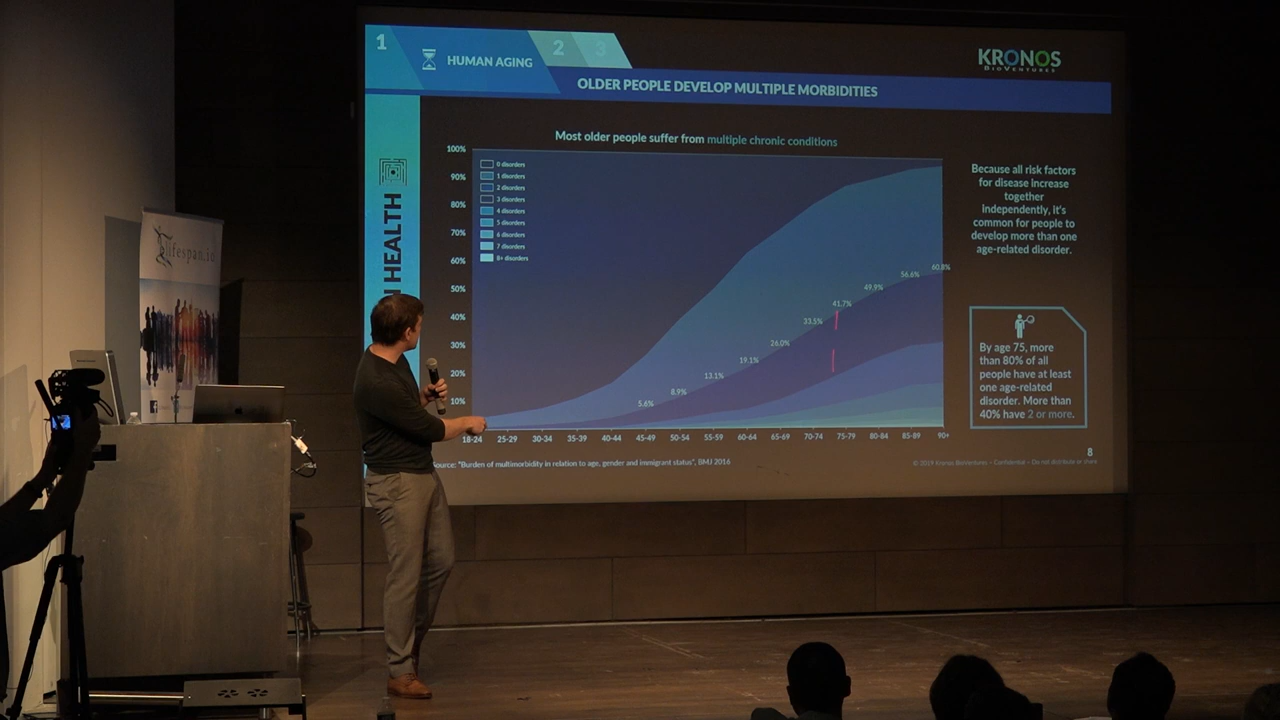 1
HUMAN AGING
2
3
KRONOS
BIOVENTURES
OLDER PEOPLE DEVELOP MULTIPLE MORBIDITIES
HEALTH
Most older people suffer from multiple chronic conditions
100%
90%
80%
70%
60%
50%
40%
30%
20%
10%
0 disorders
1 disorders
2 disorders
3 disorders
4 disorders
5 disorders
6 disorders
7 disorders
8+ disorders
5.6%
8.9%
13.1%
19.1%
26.0%
33.5%
41.7%
49.9%
56.6%
60.8%
18-24 25-29 30-34 35-39 40-44 45-49 50-54 55-59 60-64 65-69 70-74 75-79 80-84 85-89 90+
Because all risk factors
for disease increase
together
independently, it's
common for people to
develop more than one
age-related disorder.
By age 75, more
than 80% of all
people have at least
one age-related
disorder. More than
40% have 2 or more.
8
Source: "Burden of multimorbidity in relation to age, gender and immigrant status", BMJ 2016
© 2019 Kronos BioVentures – Confidential – Do not distribute or share
lifespan.io